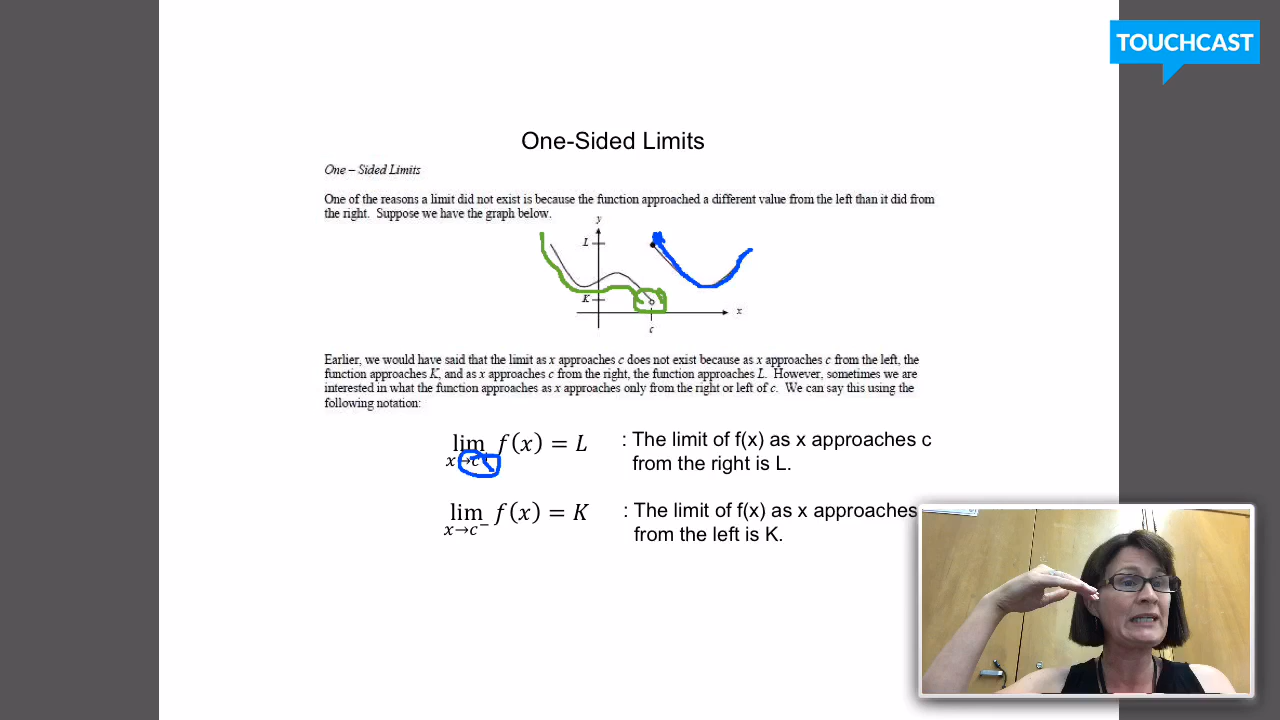 TOUCHCAST
One-Sided Limits
One – Sided Limits
One of the reasons a limit did not exist is because the function approached a different value from the left than it did from
the right. Suppose we have the graph below.
y
L
K
x
c
Earlier, we would have said that the limit as x approaches c does not exist because as x approaches c from the left, the
function approaches K, and as x approaches c from the right, the function approaches L. However, sometimes we are
interested in what the function approaches as x approaches only from the right or left of c. We can say this using the
following notation:
lim f(x) = L : The limit of f(x) as x approaches c
x→c from the right is L.
lim f(x) = K : The limit of f(x) as x approaches
x→c⁻ from the left is K.